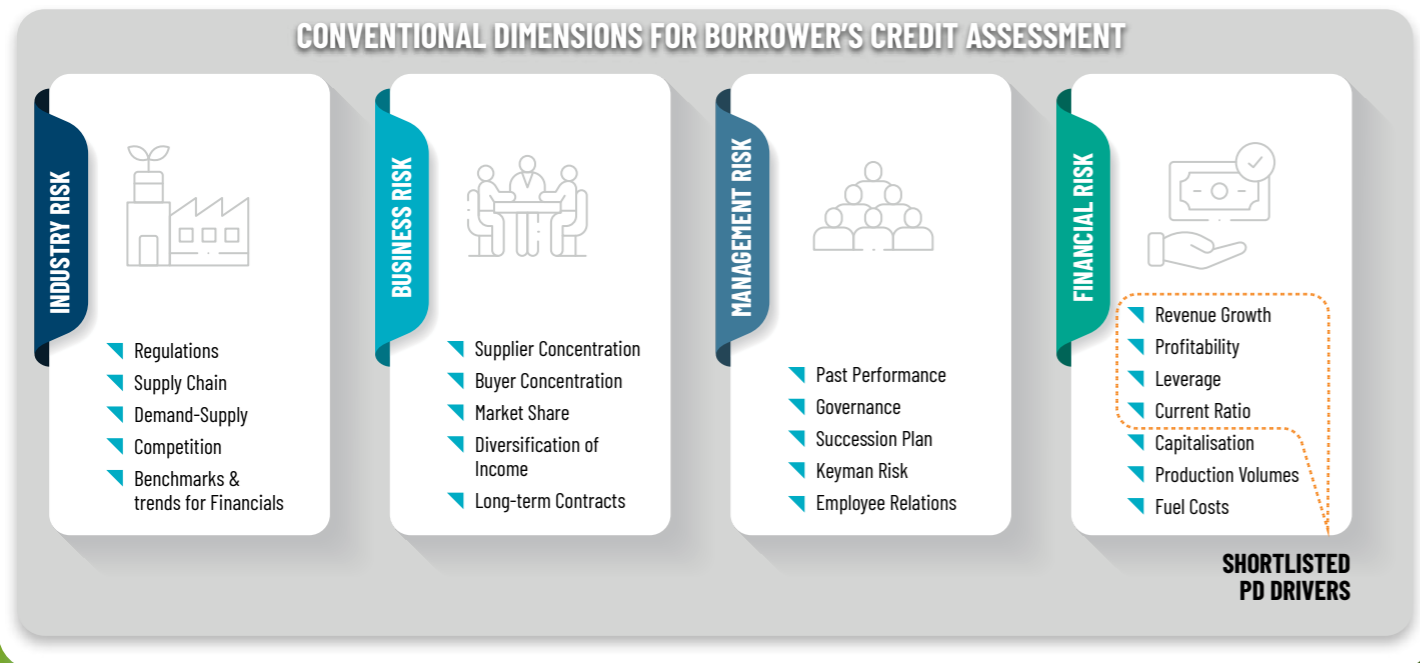 CONVENTIONAL DIMENSIONS FOR BORROWER'S CREDIT ASSESSMENT
INDUSTRY RISK
Regulations
Supply Chain
Demand-Supply
Competition
Benchmarks &
trends for Financials
BUSINESS RISK
Supplier Concentration
Buyer Concentration
Market Share
Diversification of
Income
Long-term Contracts
MANAGEMENT RISK
Past Performance
Governance
Succession Plan
Keyman Risk
Employee Relations
FINANCIAL RISK
Revenue Growth
Profitability
Leverage
Current Ratio
Capitalisation
Production Volumes
Fuel Costs
SHORTLISTED
PD DRIVERS